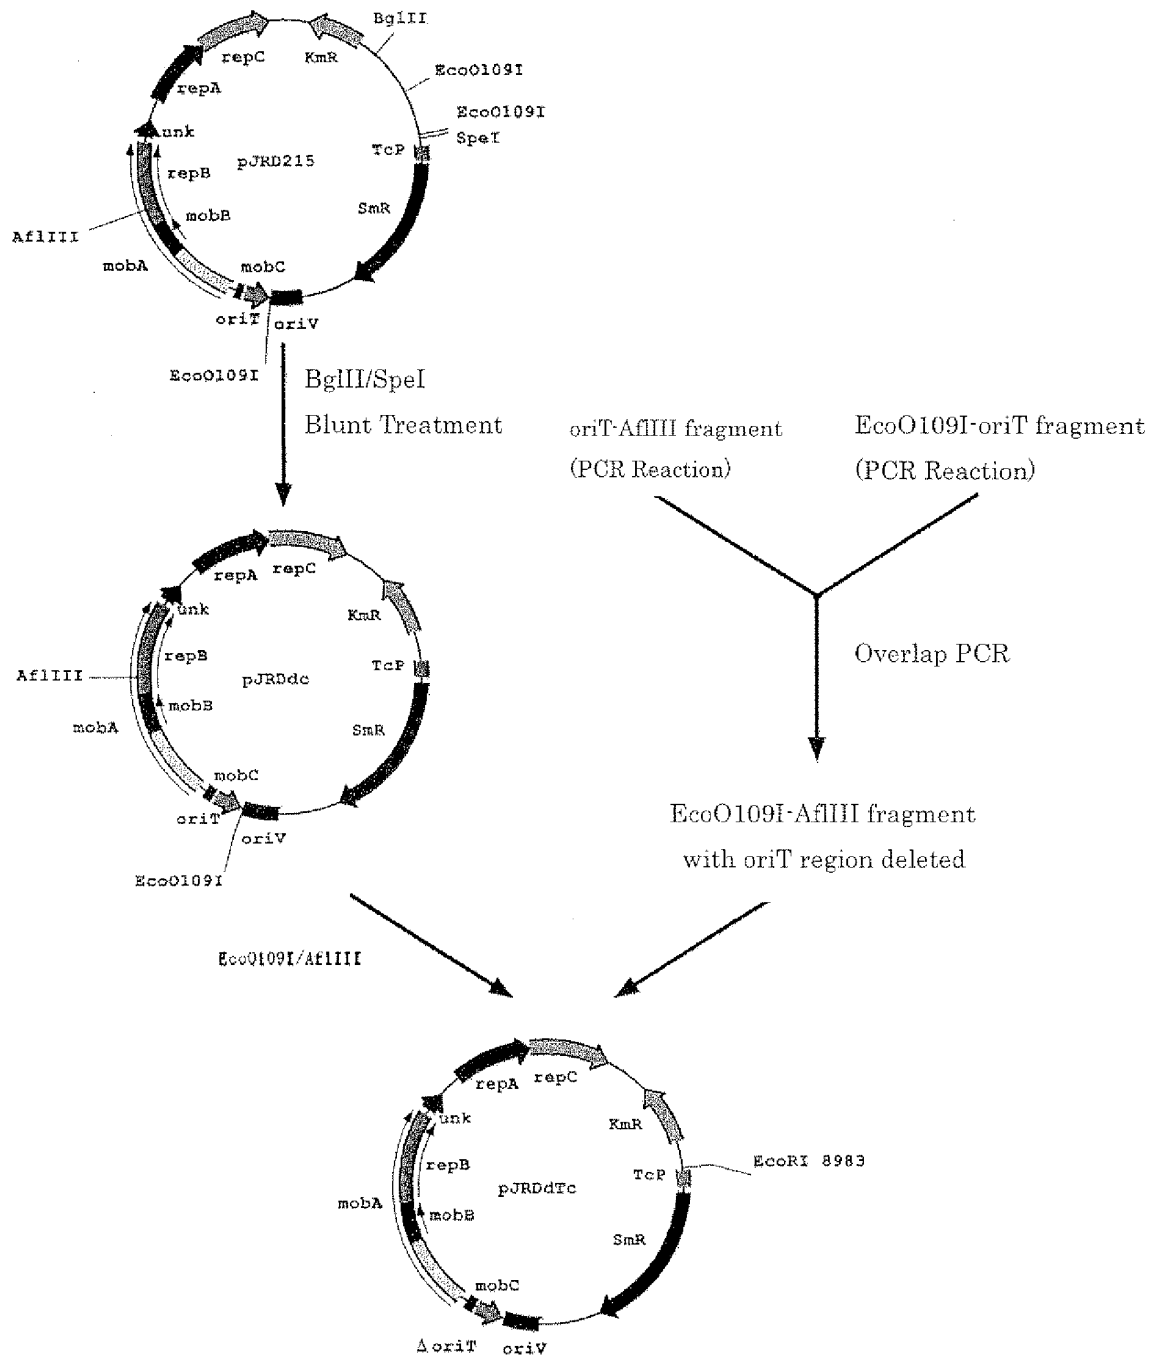 BglII
repC
KmR
EcoO109I
repA
EcoO109I
unk
SpeI
TcP
pJRD215
repB
SmR
mobB
AflIII
mobA
mobC
oriT
oriV
EcoO109I
BglII/SpeI
Blunt Treatment
oriT-AflIII fragment
(PCR Reaction)
EcoO109I-oriT fragment
(PCR Reaction)
repA
repC
unk
KmR
Overlap PCR
repB
TcP
AflIII
pJRDdc
mobB
mobA
SmR
mobC
oriT
oriV
EcoO109I
EcoO109I-AflIII fragment
with oriT region deleted
EcoO109I/AflIII
repA
repC
unk
KmR
EcoRI 8983
repB
TcP
pJRDdTc
mobA
mobB
SmR
mobC
ΔoriT
oriV